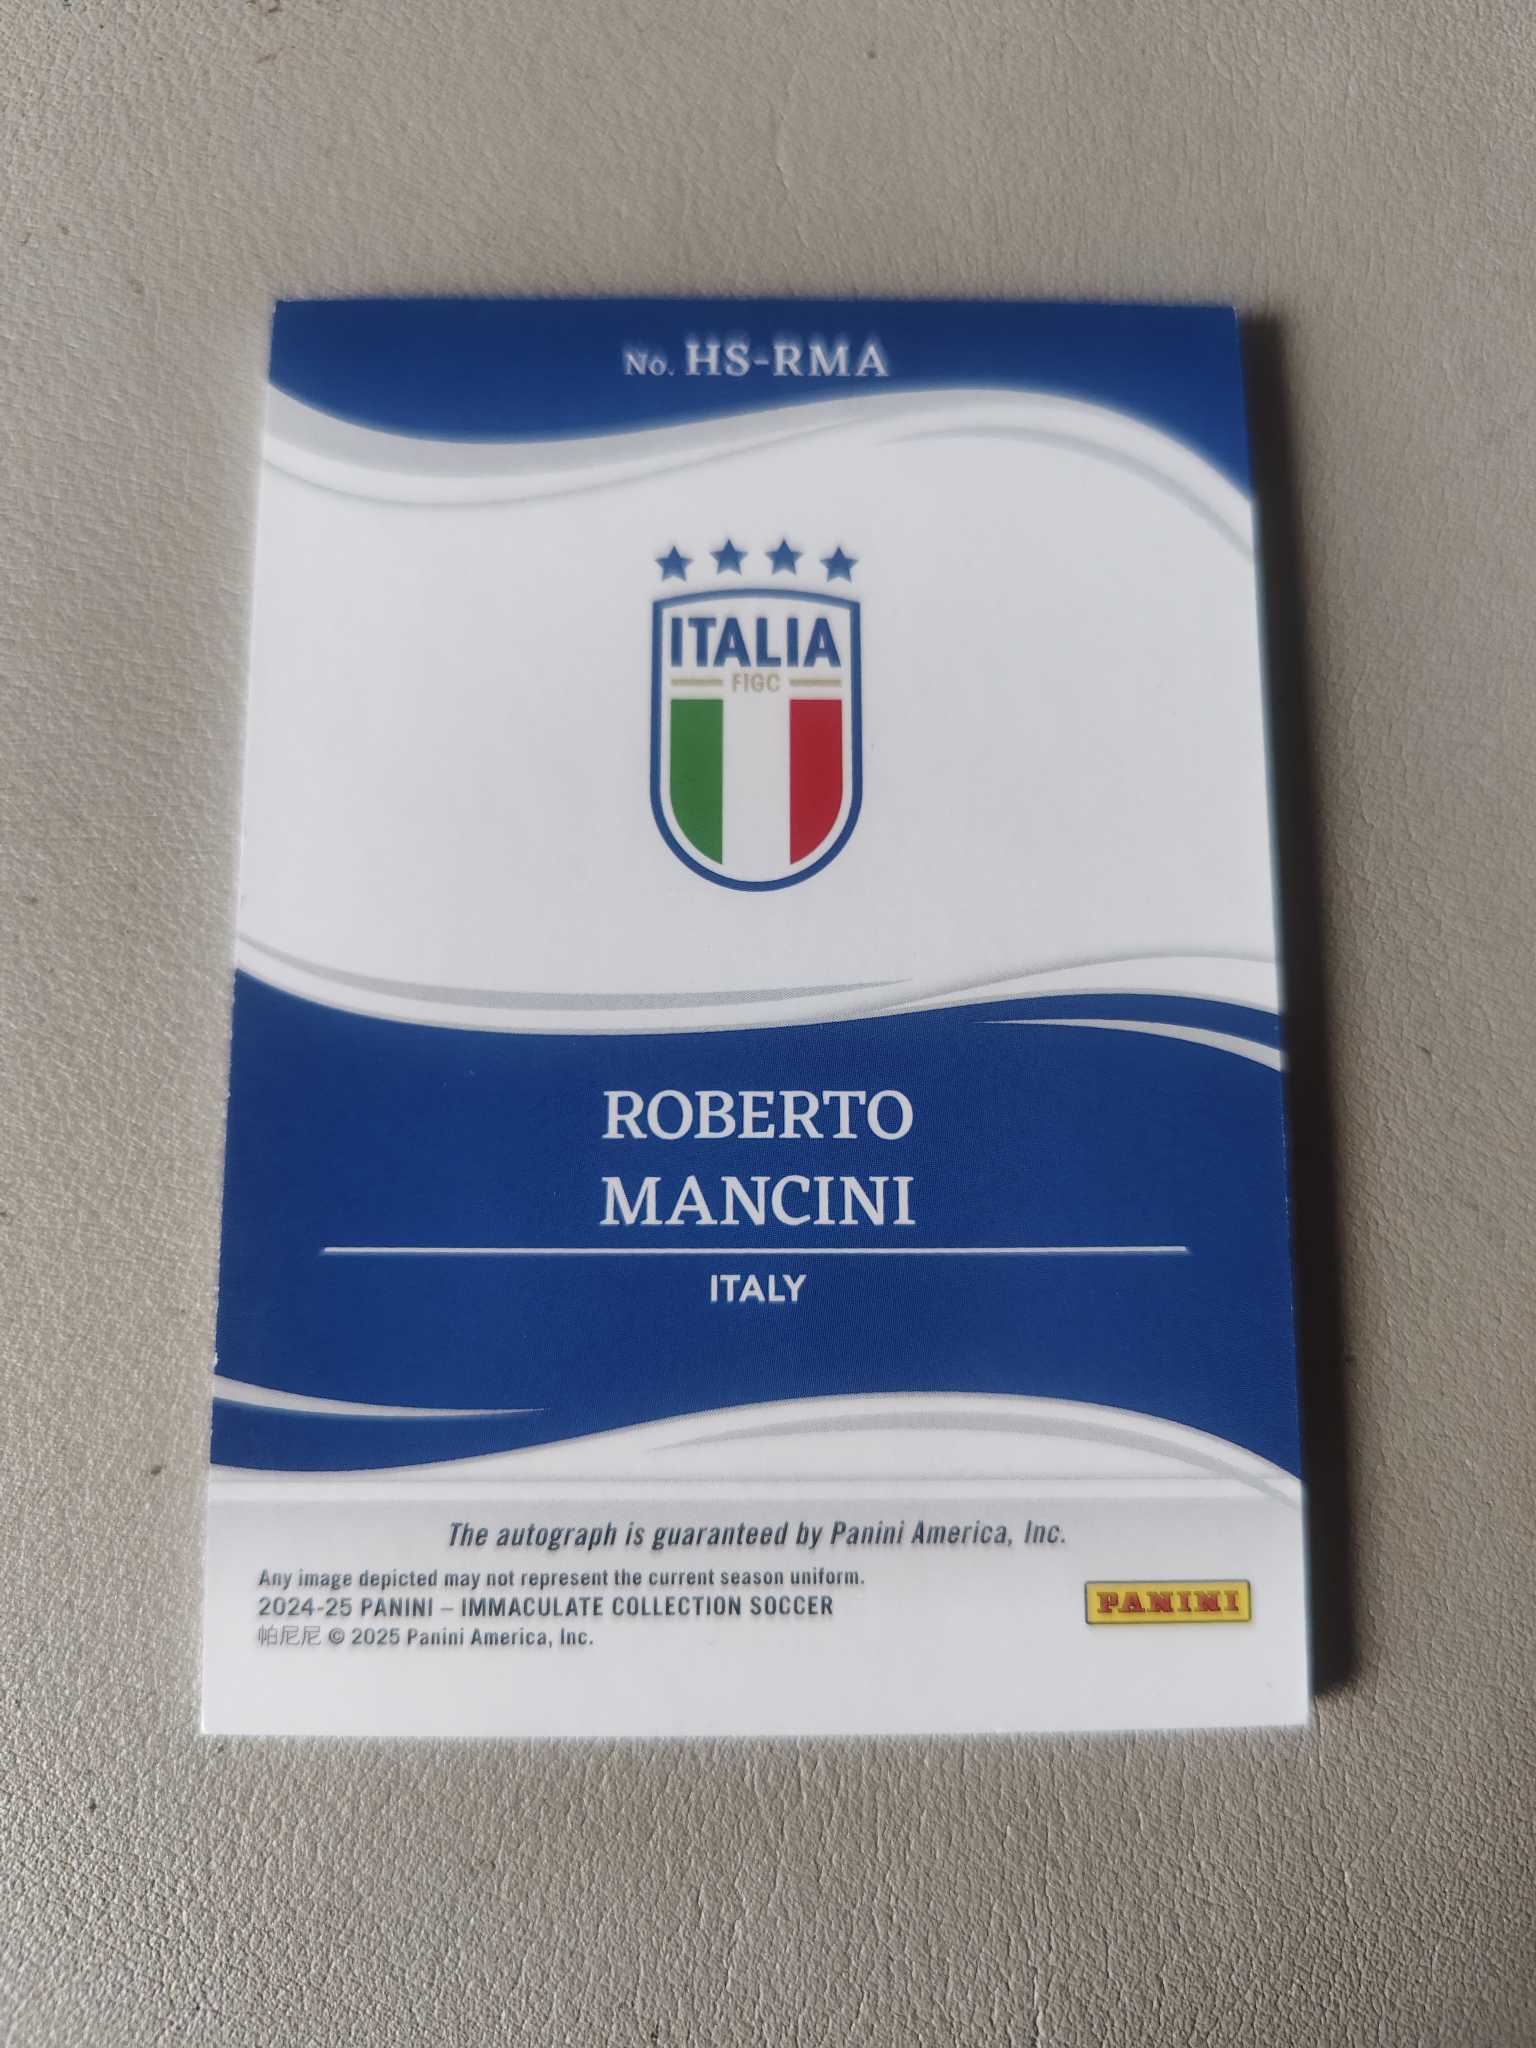 No. HS-RMA
ITALIA
FIGC
ROBERTO
MANCINI
ITALY
The autograph is guaranteed by Panini America, Inc.
Any image depicted may not represent the current season uniform.
2024-25 PANINI – IMMACULATE COLLECTION SOCCER
帕尼尼 © 2025 Panini America, Inc.
PANINI